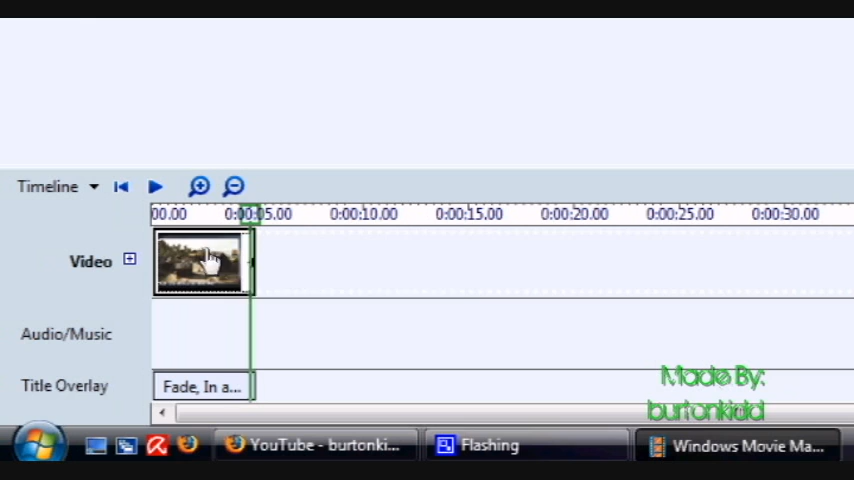 Timeline
00.00 0:00:05.00 0:00:10.00 0:00:15.00 0:00:20.00 0:00:25.00 0:00:30.00
Video
Audio/Music
Title Overlay Fade, In a...
Made By:
burtonkidd
YouTube - burtonki... Flashing Windows Movie Ma...